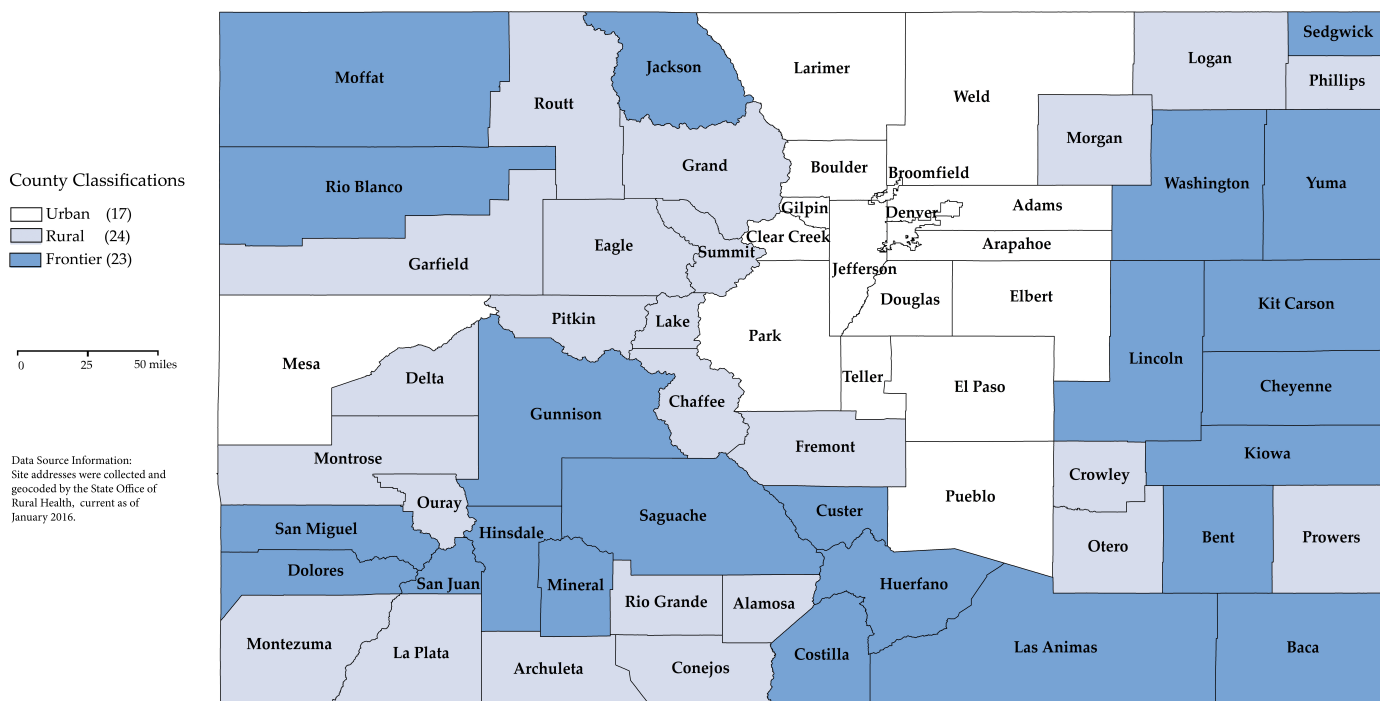 County Classifications
Urban (17)
Rural (24)
Frontier (23)
0 25 50 miles
Data Source Information:
Site addresses were collected and
geocoded by the State Office of
Rural Health, current as of
January 2016.
Moffat
Routt
Jackson
Larimer
Weld
Logan
Sedgwick
Phillips
Morgan
Grand
Boulder
Broomfield
Rio Blanco
Washington
Yuma
Gilpin
Denver
Adams
Clear Creek
Arapahoe
Eagle
Summit
Garfield
Jefferson
Douglas
Elbert
Kit Carson
Pitkin
Lake
Park
Lincoln
Mesa
Delta
Teller
El Paso
Cheyenne
Gunnison
Chaffee
Fremont
Montrose
Crowley
Kiowa
Ouray
Pueblo
San Miguel
Hinsdale
Saguache
Custer
Otero
Bent
Prowers
Dolores
San Juan
Mineral
Huerfano
Rio Grande
Alamosa
Montezuma
La Plata
Archuleta
Conejos
Costilla
Las Animas
Baca